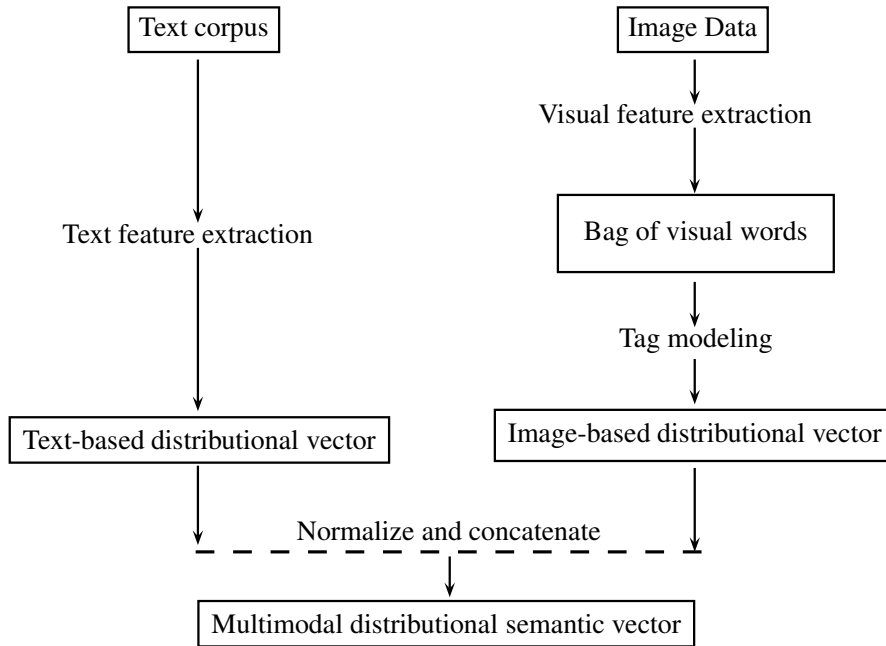 Text corpus
Image Data
Visual feature extraction
Text feature extraction
Bag of visual words
Tag modeling
Text-based distributional vector
Image-based distributional vector
Normalize and concatenate
Multimodal distributional semantic vector